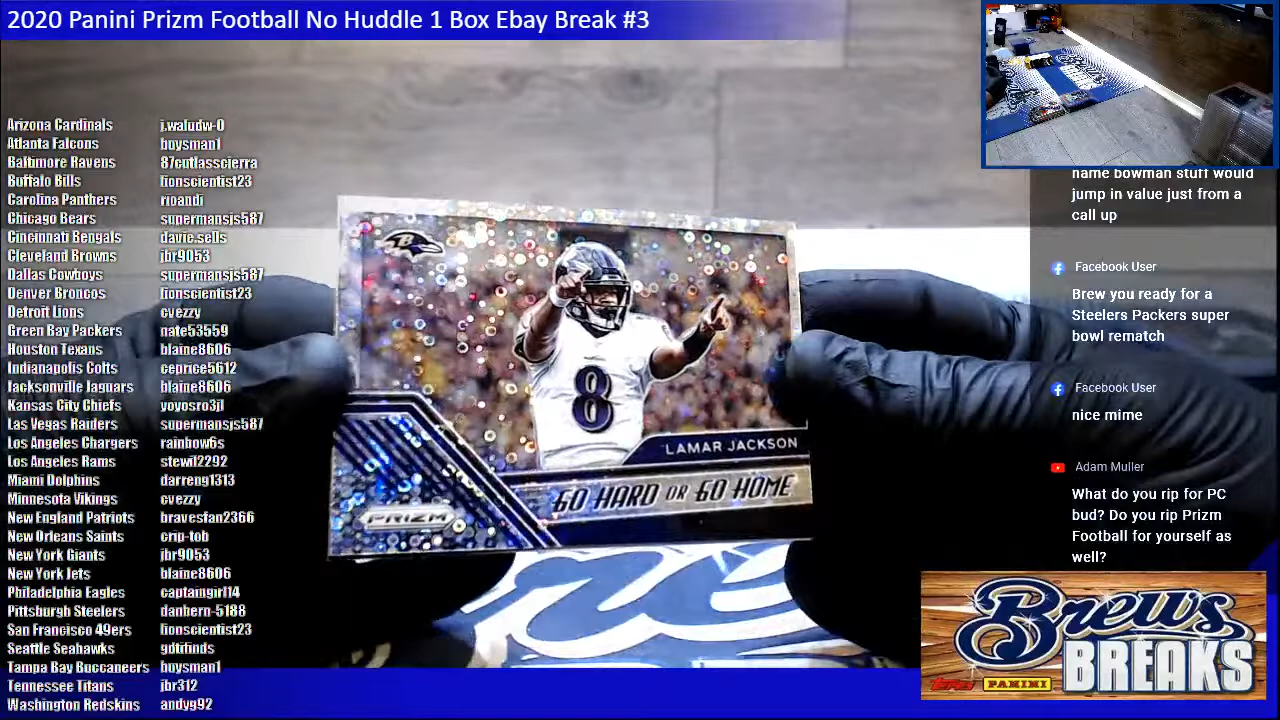 2020 Panini Prizm Football No Huddle 1 Box Ebay Break #3
Arizona Cardinals j.waludw-0
Atlanta Falcons boysman1
Baltimore Ravens 87cutlasscierra
Buffalo Bills lionscientist23
Carolina Panthers rioandi
Chicago Bears supermansjs587
Cincinnati Bengals davie.sells
Cleveland Browns jbr9053
Dallas Cowboys supermansjs587
Denver Broncos lionscientist23
Detroit Lions cvezzy
Green Bay Packers nate53559
Houston Texans blaine8606
Indianapolis Colts ceprice5612
Jacksonville Jaguars blaine8606
Kansas City Chiefs yoyosro3jl
Las Vegas Raiders supermansjs587
Los Angeles Chargers rainbow6s
Los Angeles Rams stewil2292
Miami Dolphins darreng1313
Minnesota Vikings cvezzy
New England Patriots bravesfan2366
New Orleans Saints crip-tob
New York Giants jbr9053
New York Jets blaine8606
Philadelphia Eagles captaingirl14
Pittsburgh Steelers danhern-5188
San Francisco 49ers lionscientist23
Seattle Seahawks gdtifinds
Tampa Bay Buccaneers boysman1
Tennessee Titans jbr312
Washington Redskins andyg92
8
LAMAR JACKSON
GO HARD OR GO HOME
PRIZM
name bowman stuff would
jump in value just from a
call up
Facebook User
Brew you ready for a
Steelers Packers super
bowl rematch
Facebook User
nice mime
Adam Muller
What do you rip for PC
bud? Do you rip Prizm
Football for yourself as
well?
Brews
BREAKS
Topps PANINI